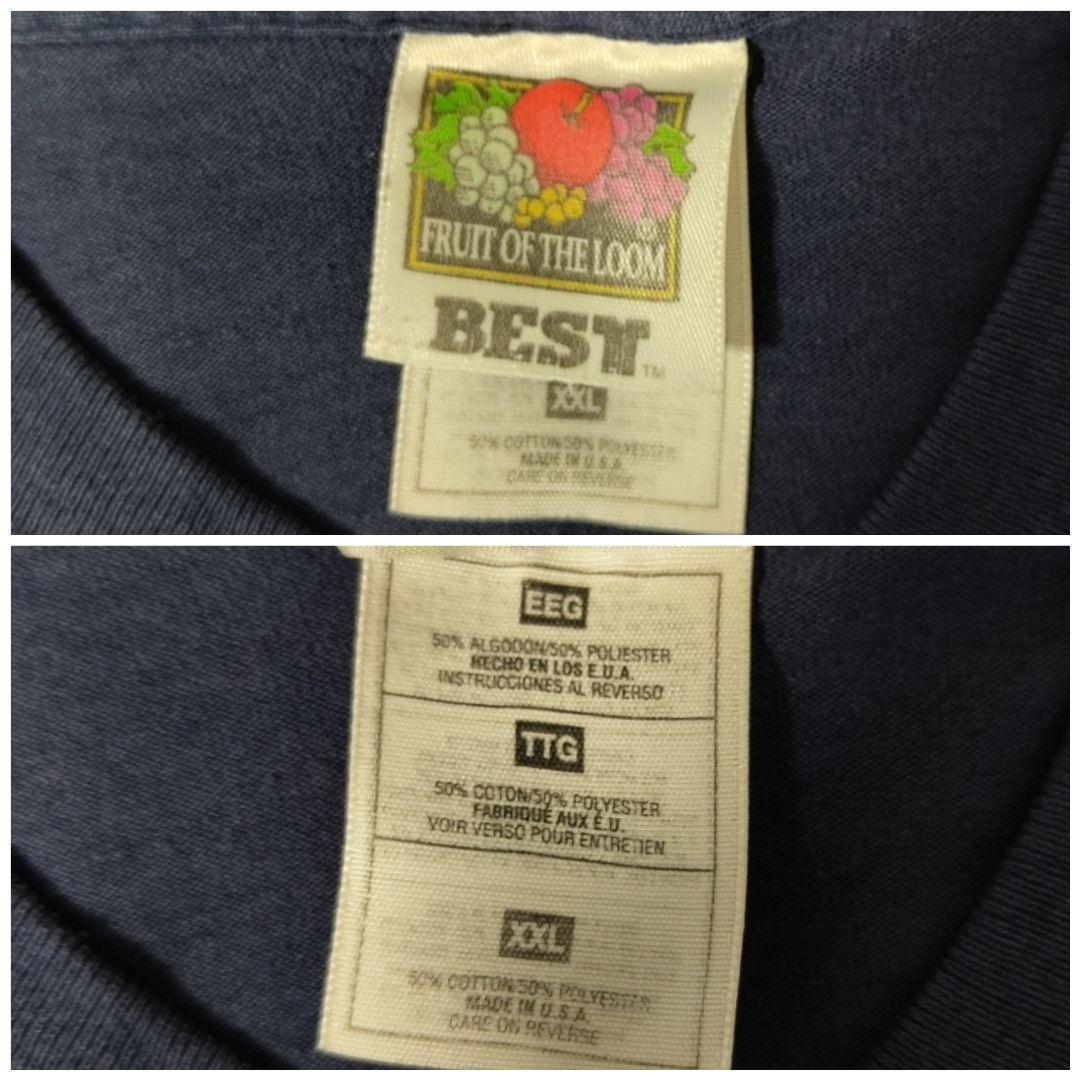 FRUIT OF THE LOOM
®
BEST™
XXL
50% COTTON/50% POLYESTER
MADE IN U.S.A.
CARE ON REVERSE
EEG
50% ALGODON/50% POLIESTER
HECHO EN LOS E.U.A.
INSTRUCCIONES AL REVERSO
TTG
50% COTON/50% POLYESTER
FABRIQUÉ AUX É.U.
VOIR VERSO POUR ENTRETIEN
XXL
50% COTTON/50% POLYESTER
MADE IN U.S.A.
CARE ON REVERSE